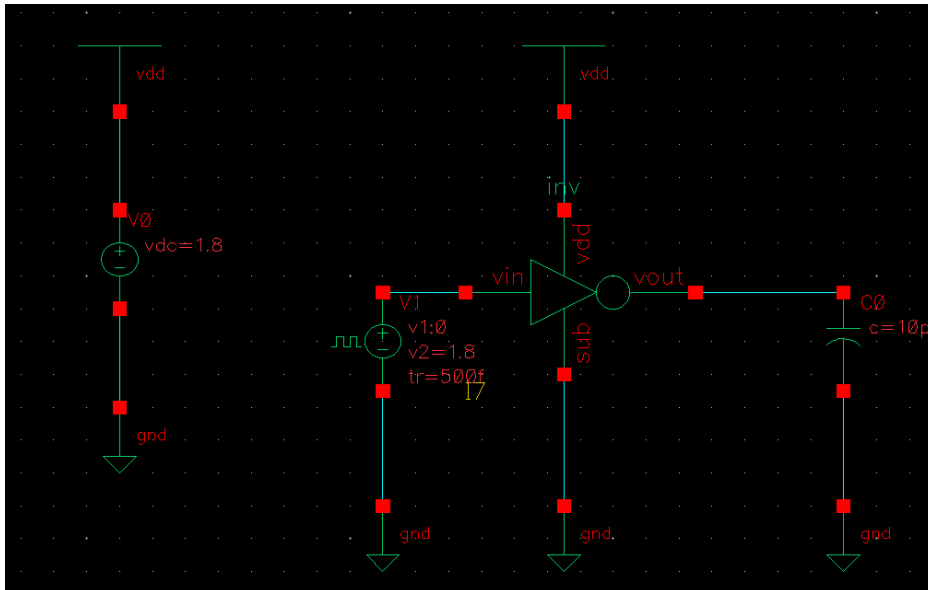 vdd
vdd
inv
V0
vdc=1.8
vdd
vin
vout
V1
v1:0
v2=1.8
tr=500f
I7
sub
C0
c=10p
gnd
gnd
gnd
gnd